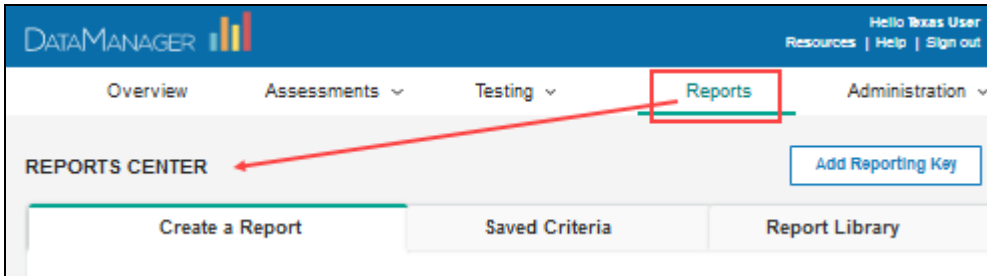 DATAMANAGER
Hello Texas User
Resources | Help | Sign out
Overview Assessments Testing Reports Administration
REPORTS CENTER Add Reporting Key
Create a Report Saved Criteria Report Library